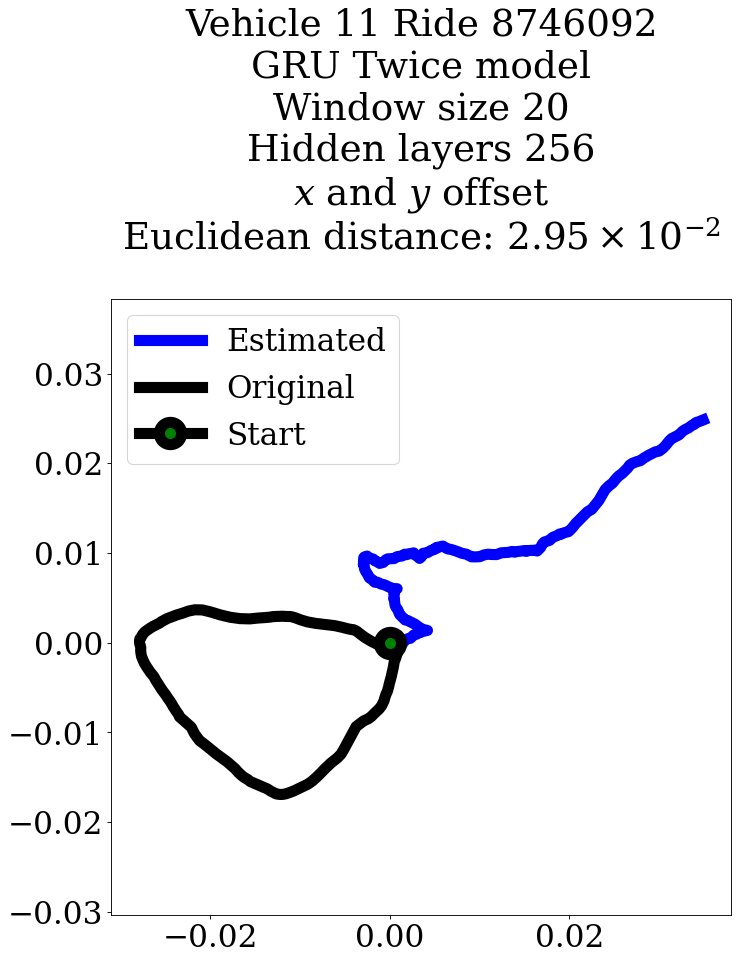 Vehicle 11 Ride 8746092
GRU Twice model
Window size 20
Hidden layers 256
x and y offset
Euclidean distance: 2.95 × 10⁻²
Estimated
Original
Start
0.03
0.02
0.01
0.00
−0.01
−0.02
−0.03
−0.02 0.00 0.02